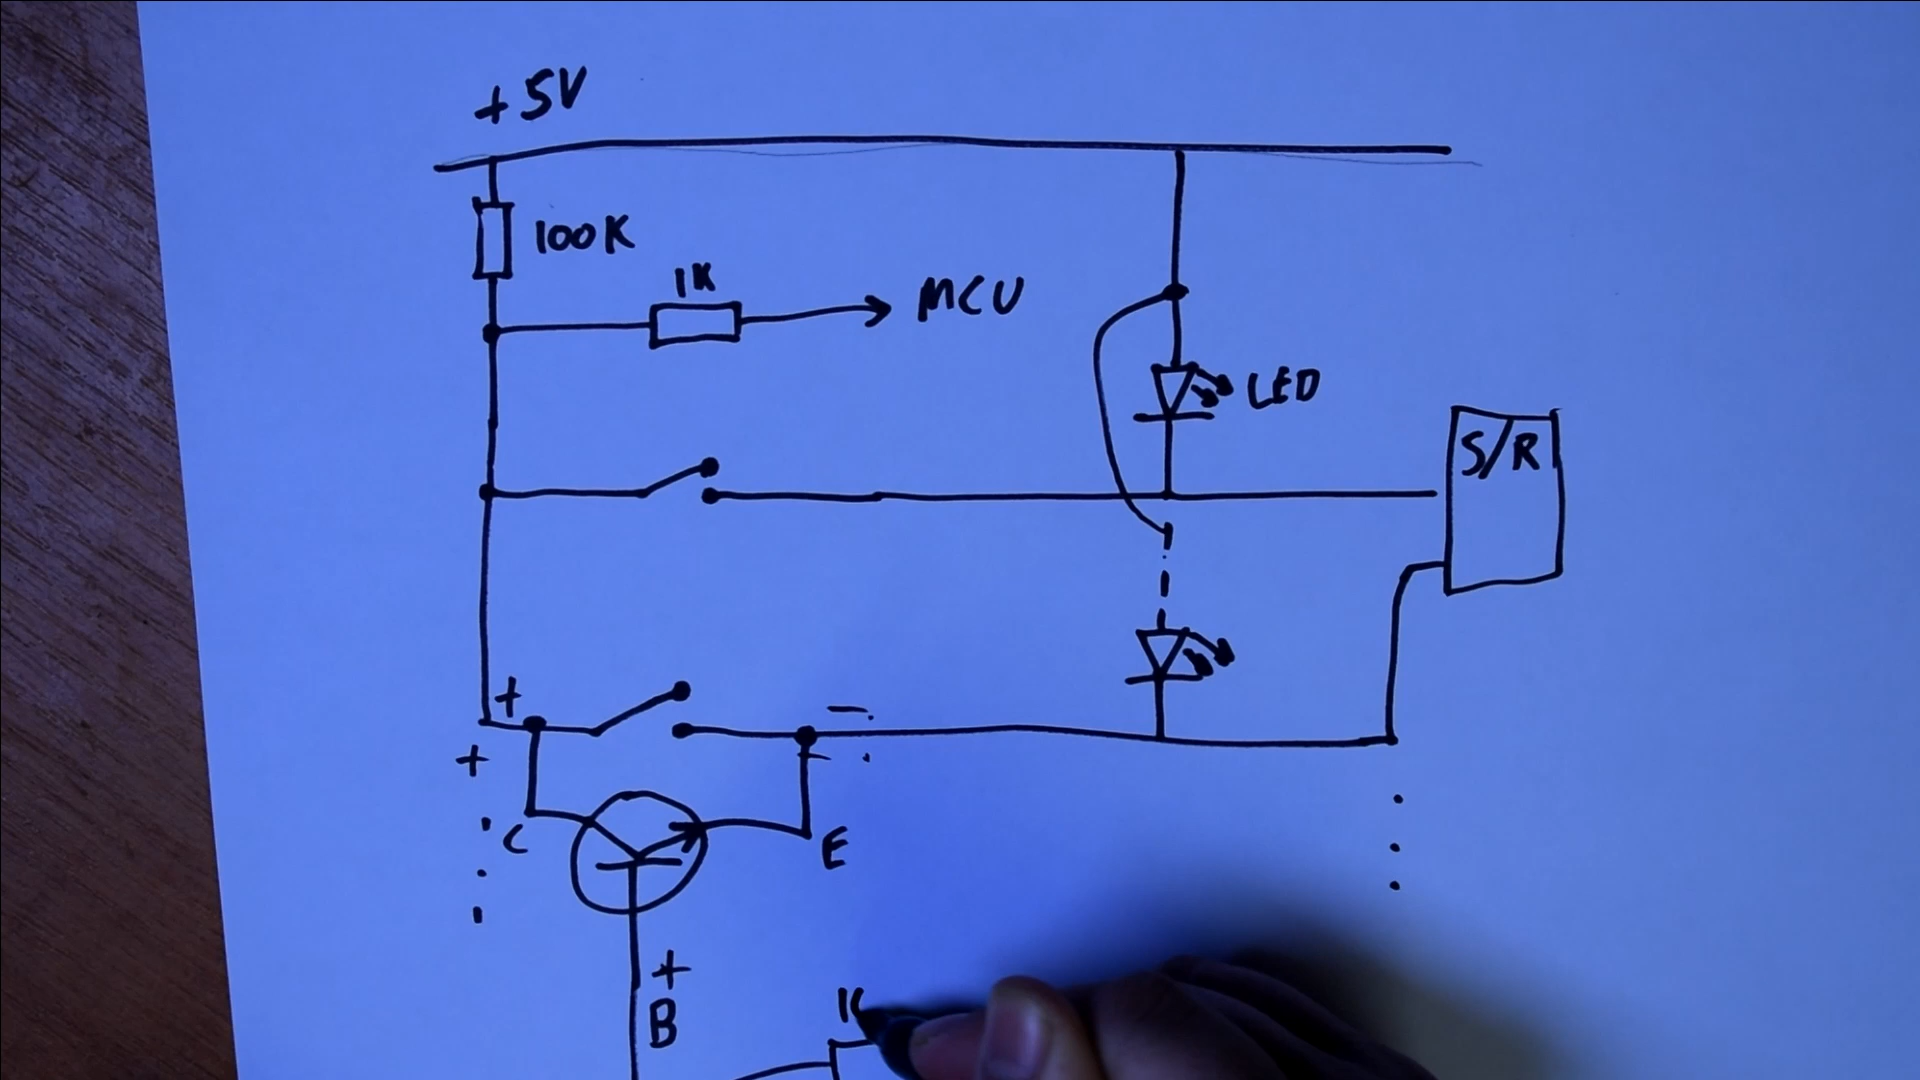 +5V
100K
1K
MCU
LED
S/R
+
-
+
C
E
+
B